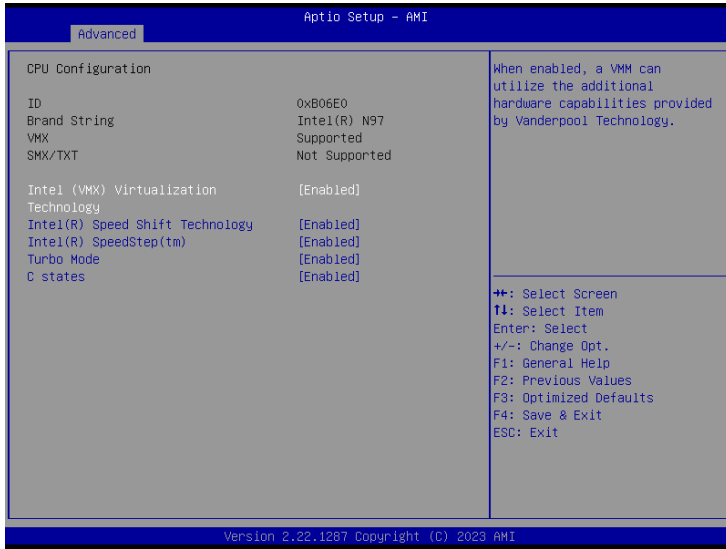 Aptio Setup - AMI
Advanced
CPU Configuration
ID 0xB06E0
Brand String Intel(R) N97
VMX Supported
SMX/TXT Not Supported
Intel (VMX) Virtualization [Enabled]
Technology
Intel(R) Speed Shift Technology [Enabled]
Intel(R) SpeedStep(tm) [Enabled]
Turbo Mode [Enabled]
C states [Enabled]
When enabled, a VMM can
utilize the additional
hardware capabilities provided
by Vanderpool Technology.
→←: Select Screen
↑↓: Select Item
Enter: Select
+/-: Change Opt.
F1: General Help
F2: Previous Values
F3: Optimized Defaults
F4: Save & Exit
ESC: Exit
Version 2.22.1287 Copyright (C) 2023 AMI